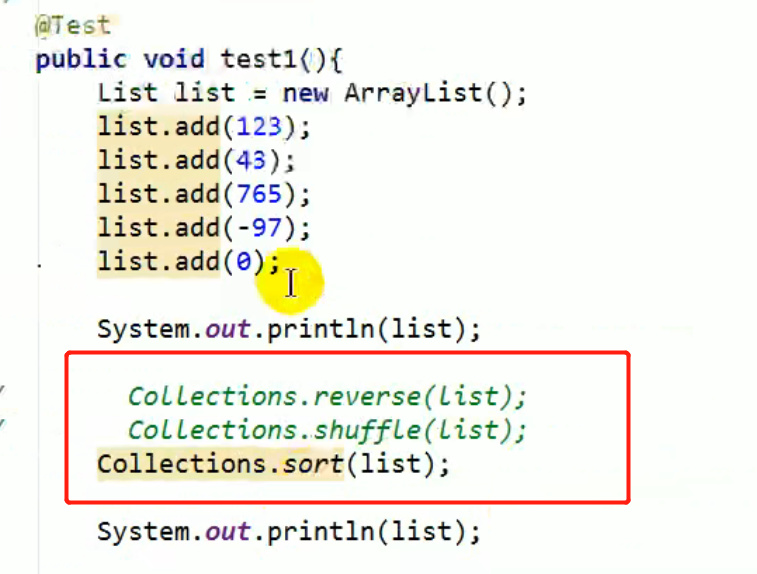 @Test
public void test1(){
List list = new ArrayList();
list.add(123);
list.add(43);
list.add(765);
list.add(-97);
list.add(0);
System.out.println(list);
Collections.reverse(list);
Collections.shuffle(list);
Collections.sort(list);
System.out.println(list);